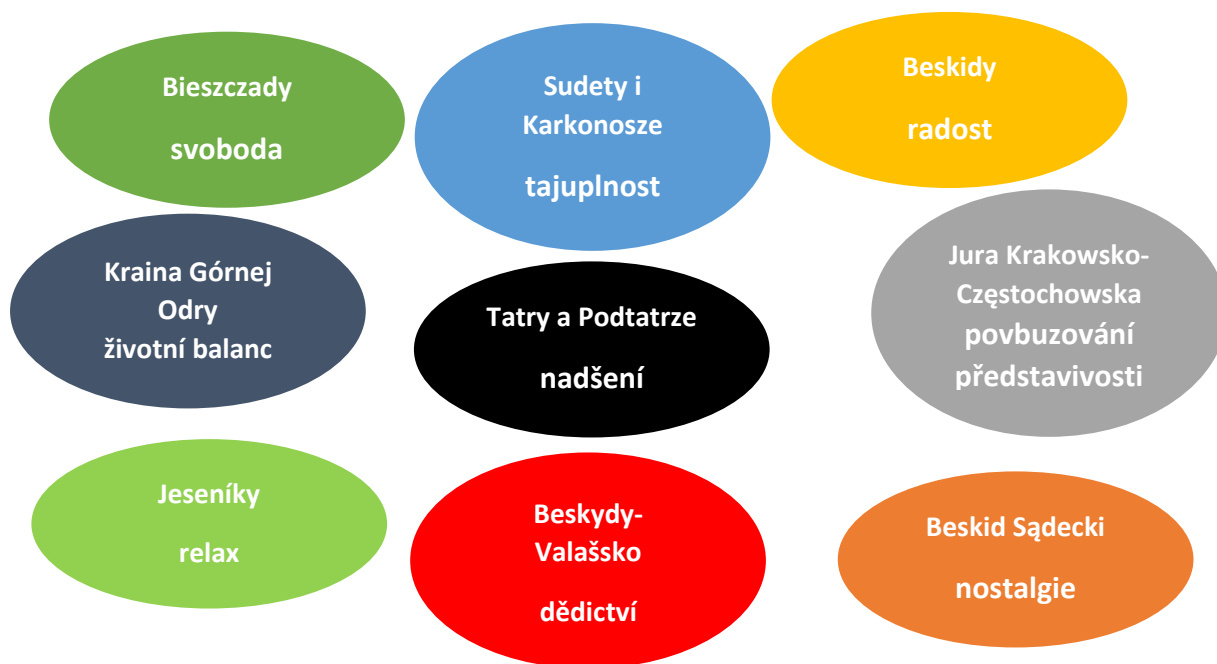 Bieszczady
svoboda
Sudety i
Karkonosze
tajuplnost
Beskidy
radost
Kraina Górnej
Odry
životní balanc
Tatry a Podtatrze
nadšení
Jura Krakowsko-
Częstochowska
povbuzování
představivosti
Jeseníky
relax
Beskydy-
Valašsko
dědictví
Beskid Sądecki
nostalgie